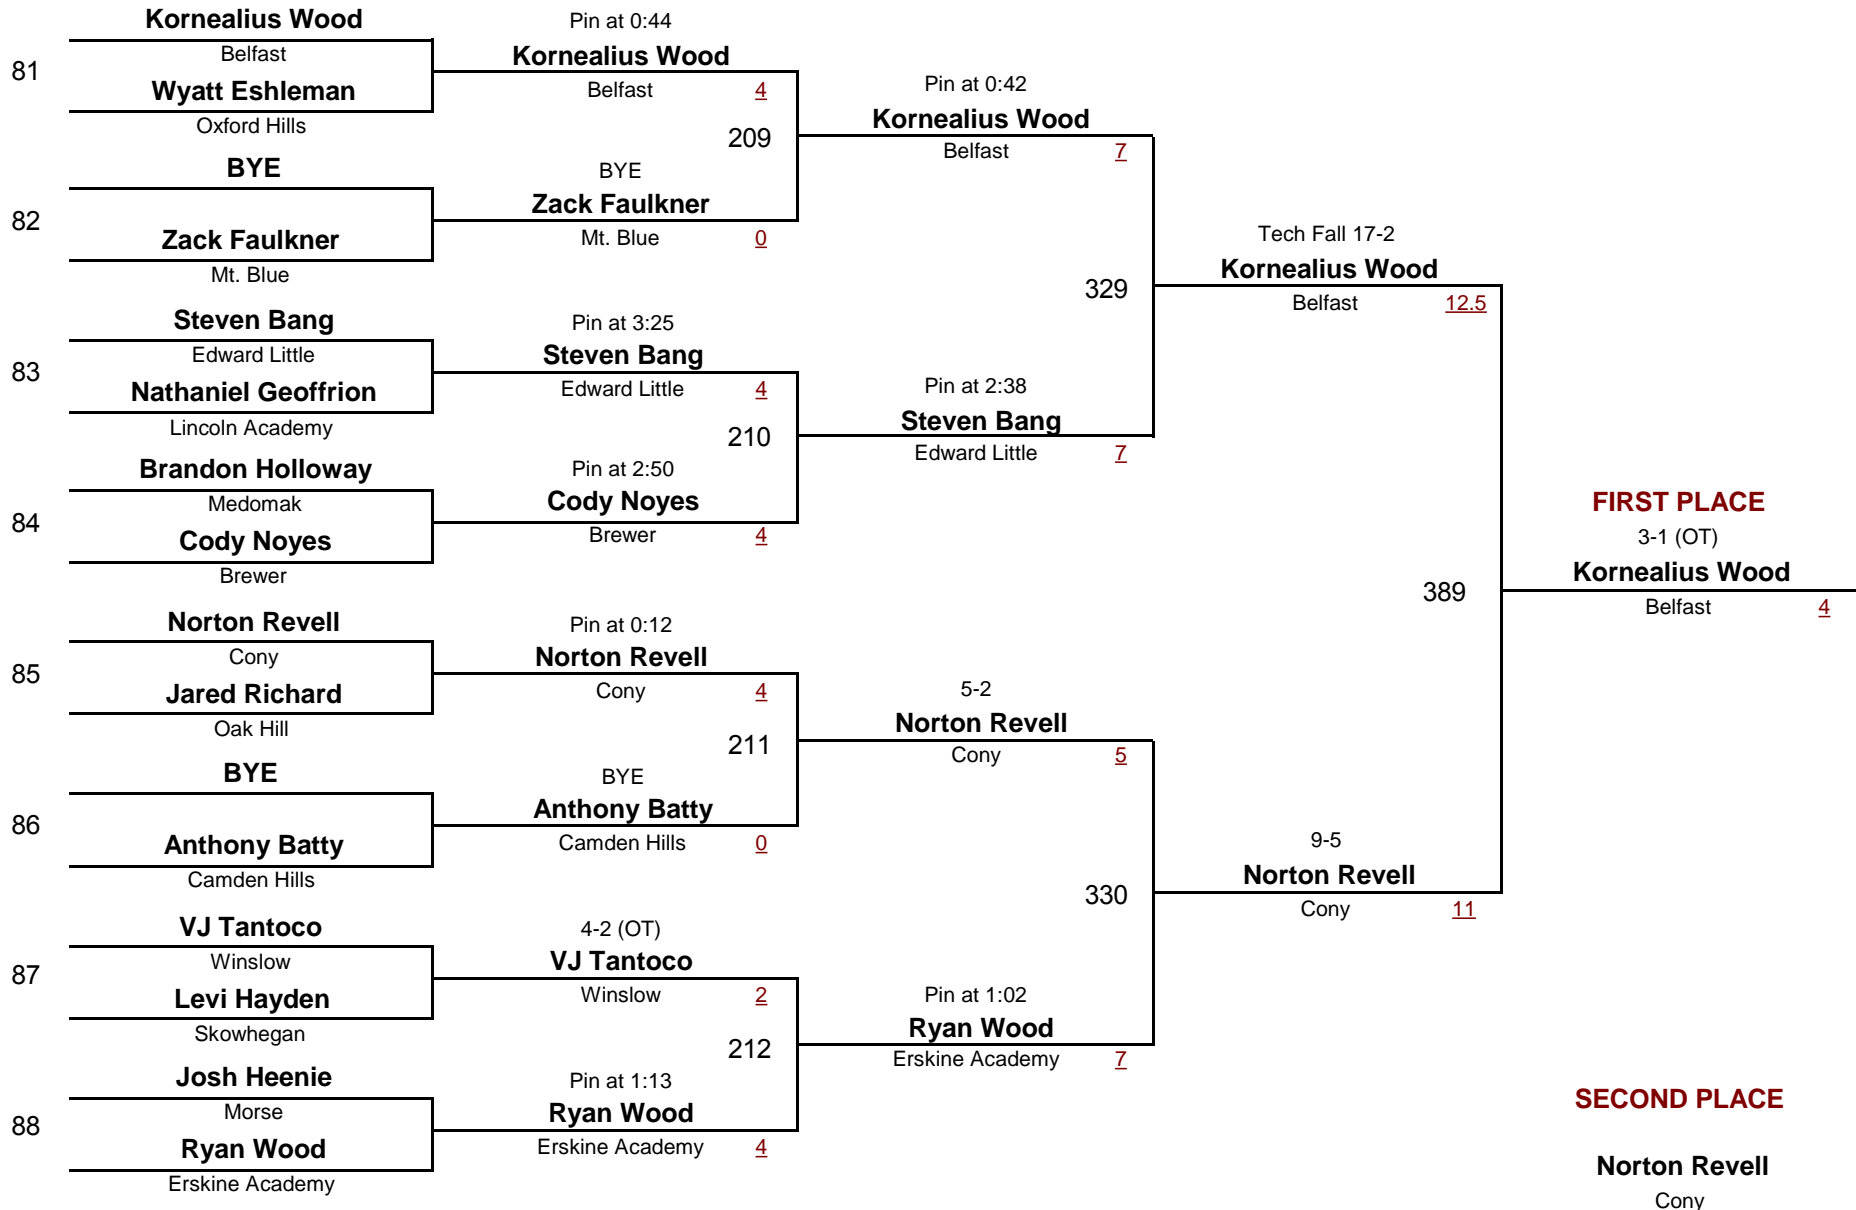 Kornealius Wood
Belfast
81
Wyatt Eshleman
Oxford Hills
BYE
82
Zack Faulkner
Mt. Blue
Steven Bang
Edward Little
83
Nathaniel Geoffrion
Lincoln Academy
Brandon Holloway
Medomak
84
Cody Noyes
Brewer
Norton Revell
Cony
85
Jared Richard
Oak Hill
BYE
86
Anthony Batty
Camden Hills
VJ Tantoco
Winslow
87
Levi Hayden
Skowhegan
Josh Heenie
Morse
88
Ryan Wood
Erskine Academy
Pin at 0:44
Kornealius Wood
Belfast 4
209
BYE
Zack Faulkner
Mt. Blue 0
Pin at 3:25
Steven Bang
Edward Little 4
210
Pin at 2:50
Cody Noyes
Brewer 4
Pin at 0:12
Norton Revell
Cony 4
211
BYE
Anthony Batty
Camden Hills 0
4-2 (OT)
VJ Tantoco
Winslow 2
212
Pin at 1:13
Ryan Wood
Erskine Academy 4
Pin at 0:42
Kornealius Wood
Belfast 7
329
Pin at 2:38
Steven Bang
Edward Little 7
5-2
Norton Revell
Cony 5
330
Pin at 1:02
Ryan Wood
Erskine Academy 7
Tech Fall 17-2
Kornealius Wood
Belfast 12.5
389
9-5
Norton Revell
Cony 11
FIRST PLACE
3-1 (OT)
Kornealius Wood
Belfast 4
SECOND PLACE
Norton Revell
Cony